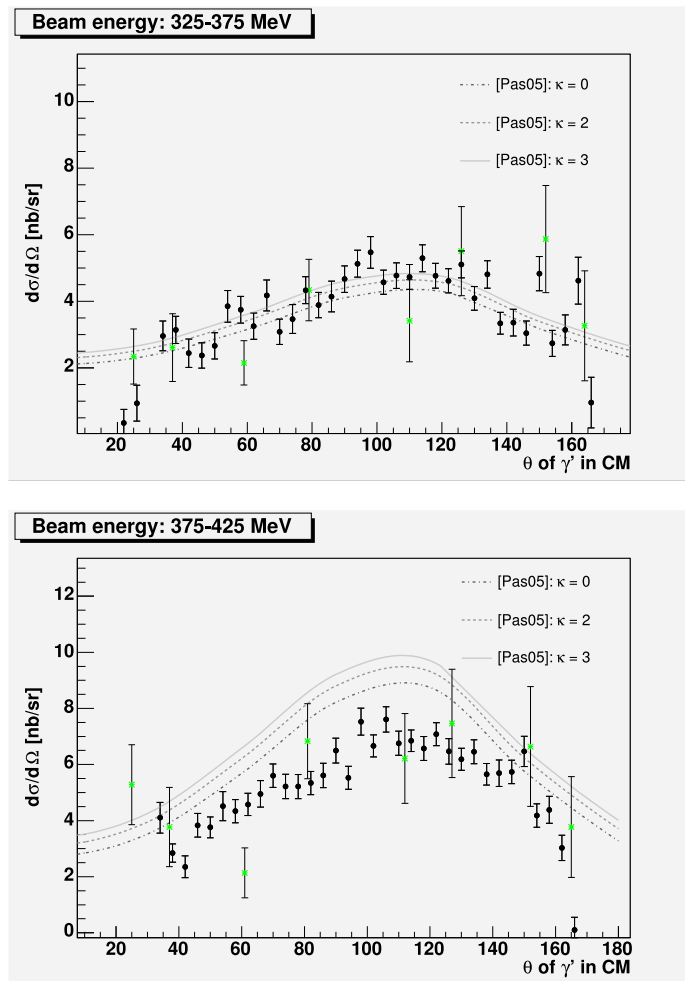 Beam energy: 325-375 MeV
10
8
6
4
2
dσ/dΩ [nb/sr]
[Pas05]: κ = 0
[Pas05]: κ = 2
[Pas05]: κ = 3
20 40 60 80 100 120 140 160
θ of γ' in CM
Beam energy: 375-425 MeV
12
10
8
6
4
2
0
dσ/dΩ [nb/sr]
[Pas05]: κ = 0
[Pas05]: κ = 2
[Pas05]: κ = 3
20 40 60 80 100 120 140 160 180
θ of γ' in CM